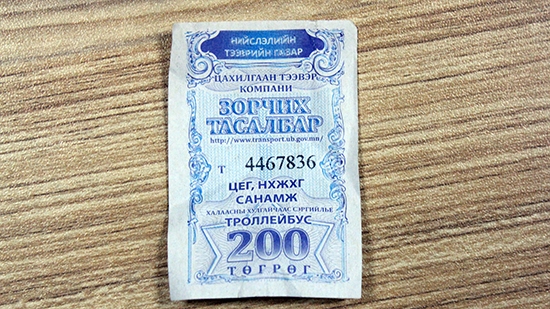 НИЙСЛЭЛИЙН
ТЭЭВРИЙН ГАЗАР
ЦАХИЛГААН ТЭЭВЭР
КОМПАНИ
ЗОРЧИХ
ТАСАЛБАР
http://www.transport.ub.gov.mn/
Т 4467836
ЦЕГ, НХЖХГ
САНАМЖ
ХАЛААСНЫ ХУЛГАЙЧААС СЭРГИЙЛЬЕ
ТРОЛЛЕЙБУС
200
ТӨГРӨГ